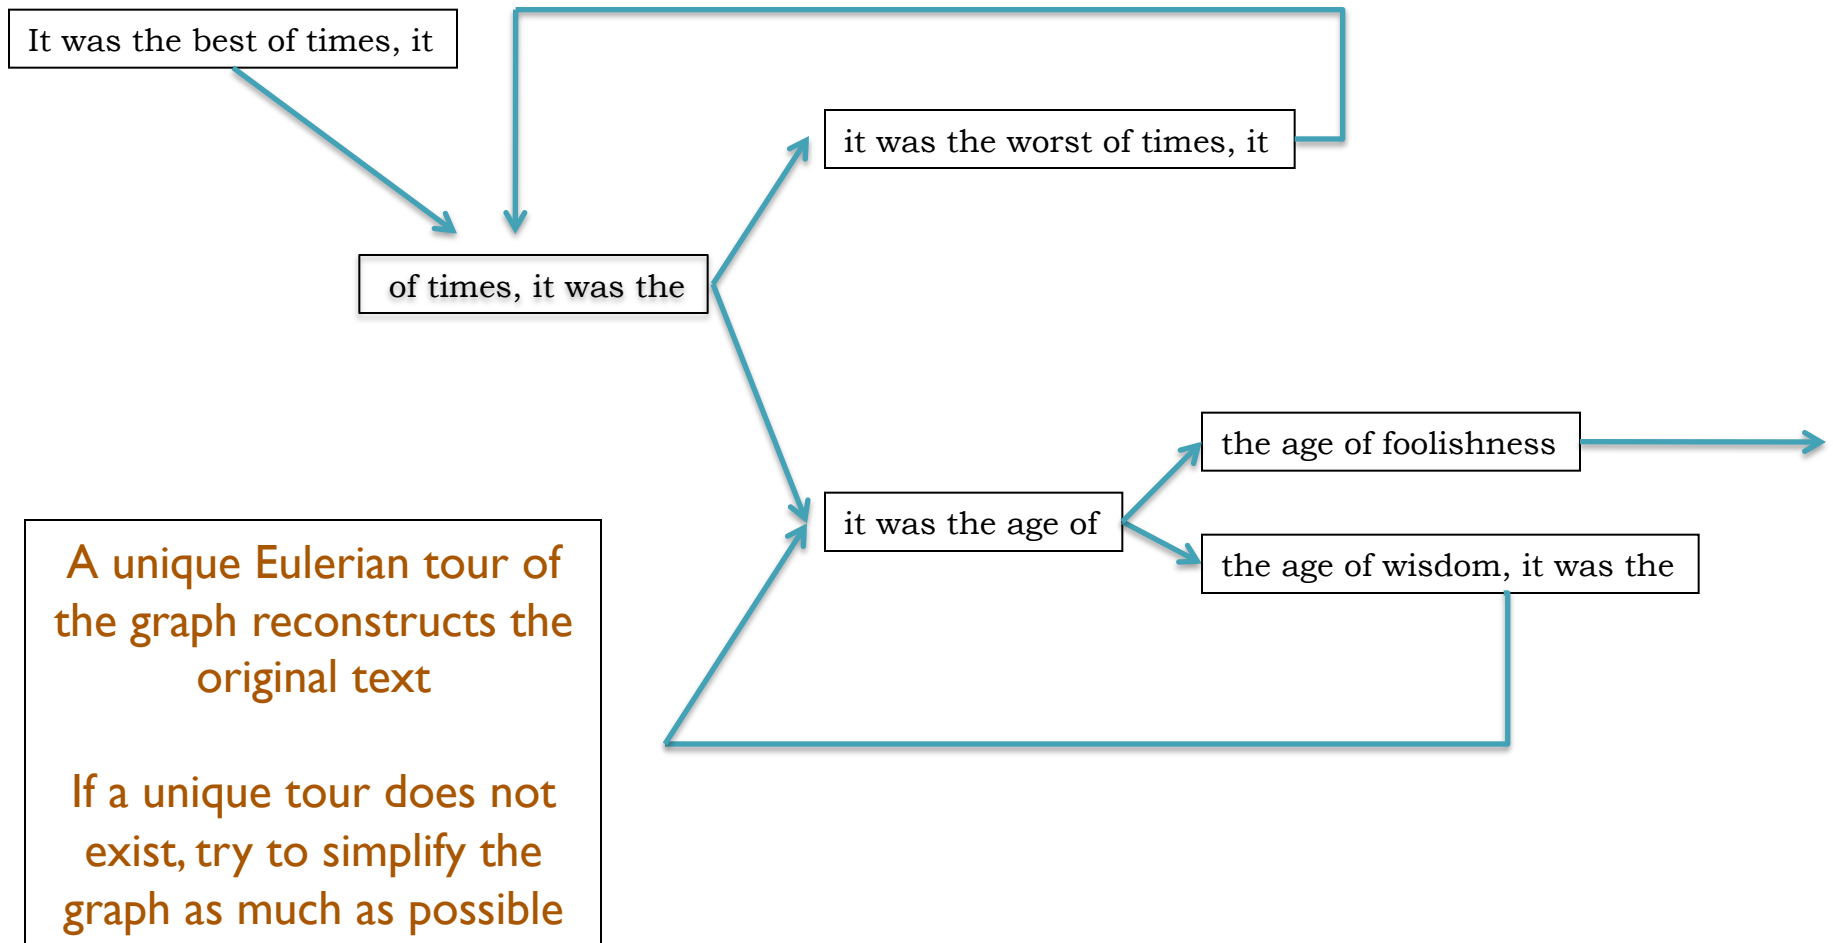 It was the best of times, it
it was the worst of times, it
of times, it was the
the age of foolishness
it was the age of
the age of wisdom, it was the
A unique Eulerian tour of
the graph reconstructs the
original text
If a unique tour does not
exist, try to simplify the
graph as much as possible